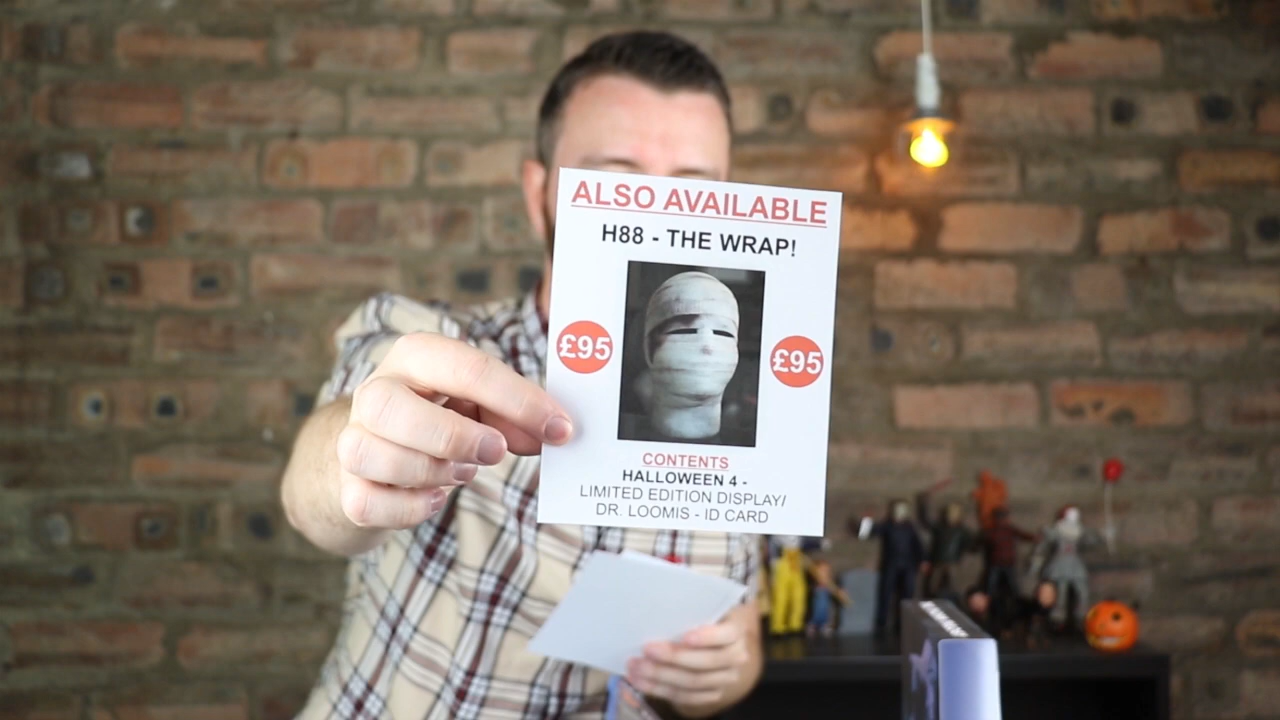 ALSO AVAILABLE
H88 - THE WRAP!
£95
£95
CONTENTS
HALLOWEEN 4 -
LIMITED EDITION DISPLAY/
DR. LOOMIS - ID CARD